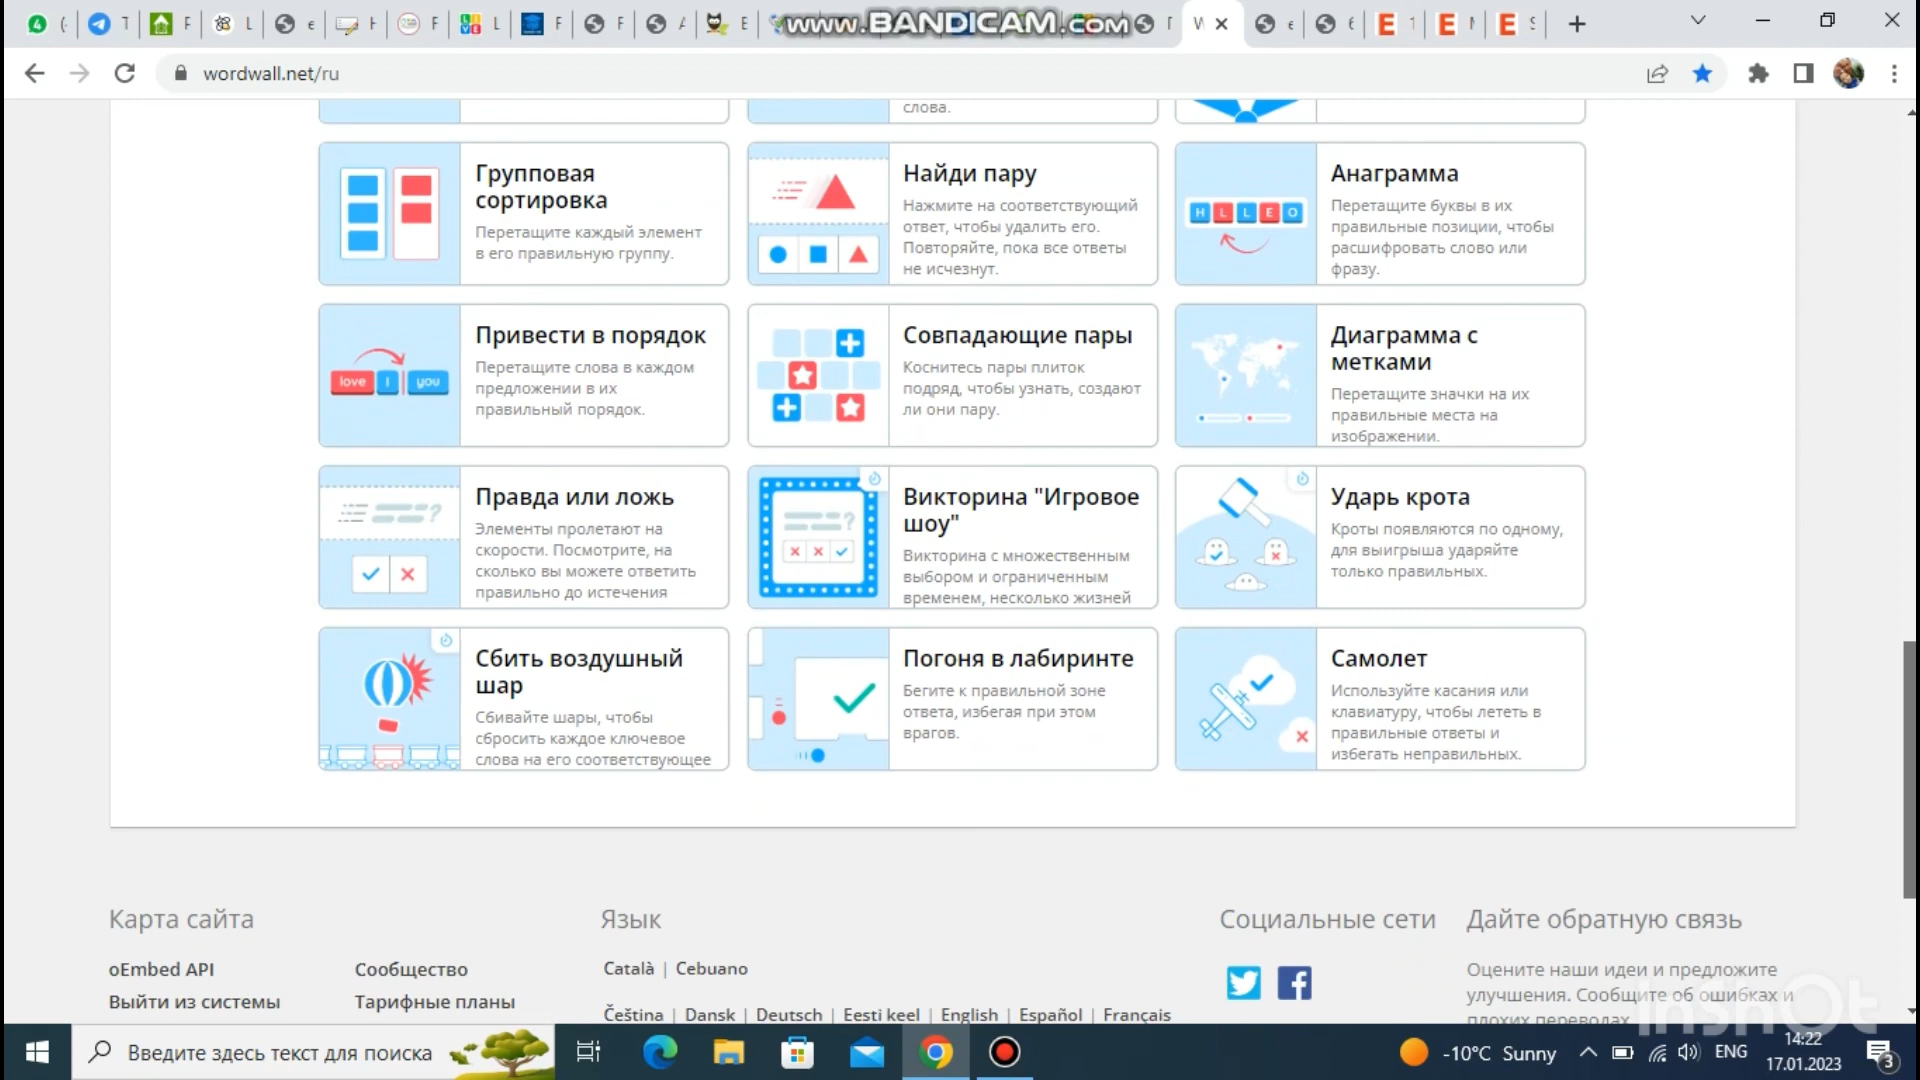 www.BANDICAM.com
wordwall.net/ru
слова.
Групповая
сортировка
Перетащите каждый элемент
в его правильную группу.
Найди пару
Нажмите на соответствующий
ответ, чтобы удалить его.
Повторяйте, пока все ответы
не исчезнут.
H L L E O
Анаграмма
Перетащите буквы в их
правильные позиции, чтобы
расшифровать слово или
фразу.
love I you
Привести в порядок
Перетащите слова в каждом
предложении в их
правильный порядок.
Совпадающие пары
Коснитесь пары плиток
подряд, чтобы узнать, создают
ли они пару.
Диаграмма с
метками
Перетащите значки на их
правильные места на
изображении.
Правда или ложь
Элементы пролетают на
скорости. Посмотрите, на
сколько вы можете ответить
правильно до истечения
Викторина "Игровое
шоу"
Викторина с множественным
выбором и ограниченным
временем, несколько жизней
Ударь крота
Кроты появляются по одному,
для выигрыша ударяйте
только правильных.
Сбить воздушный
шар
Сбивайте шары, чтобы
сбросить каждое ключевое
слова на его соответствующее
Погоня в лабиринте
Бегите к правильной зоне
ответа, избегая при этом
врагов.
Самолет
Используйте касания или
клавиатуру, чтобы лететь в
правильные ответы и
избегать неправильных.
Карта сайта
oEmbed API
Выйти из системы
Сообщество
Тарифные планы
Язык
Català | Cebuano
Čeština | Dansk | Deutsch | Eesti keel | English | Español | Français
Социальные сети
Дайте обратную связь
Оцените наши идеи и предложите
улучшения. Сообщите об ошибках и
плохих переводах
InShOt
Введите здесь текст для поиска
-10°C Sunny
ENG
14:22
17.01.2023
3